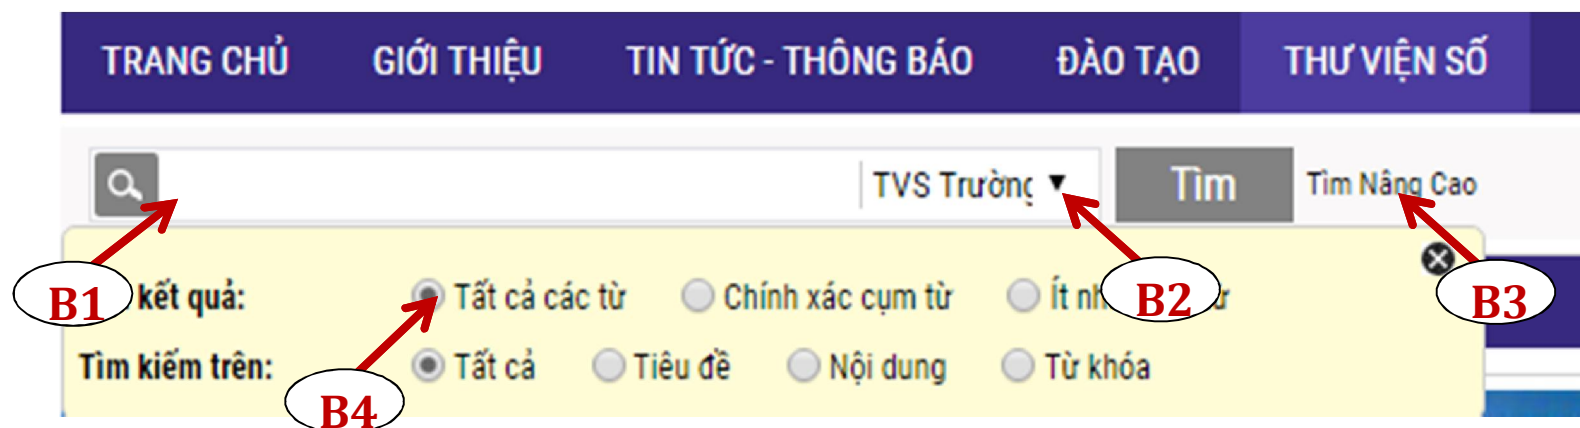 TRANG CHỦ GIỚI THIỆU TIN TỨC - THÔNG BÁO ĐÀO TẠO THƯ VIỆN SỐ
TVS Trường Tìm Tìm Nâng Cao
B1 kết quả: Tất cả các từ Chính xác cụm từ Ít B2 B3
Tìm kiếm trên: Tất cả Tiêu đề Nội dung Từ khóa
B4